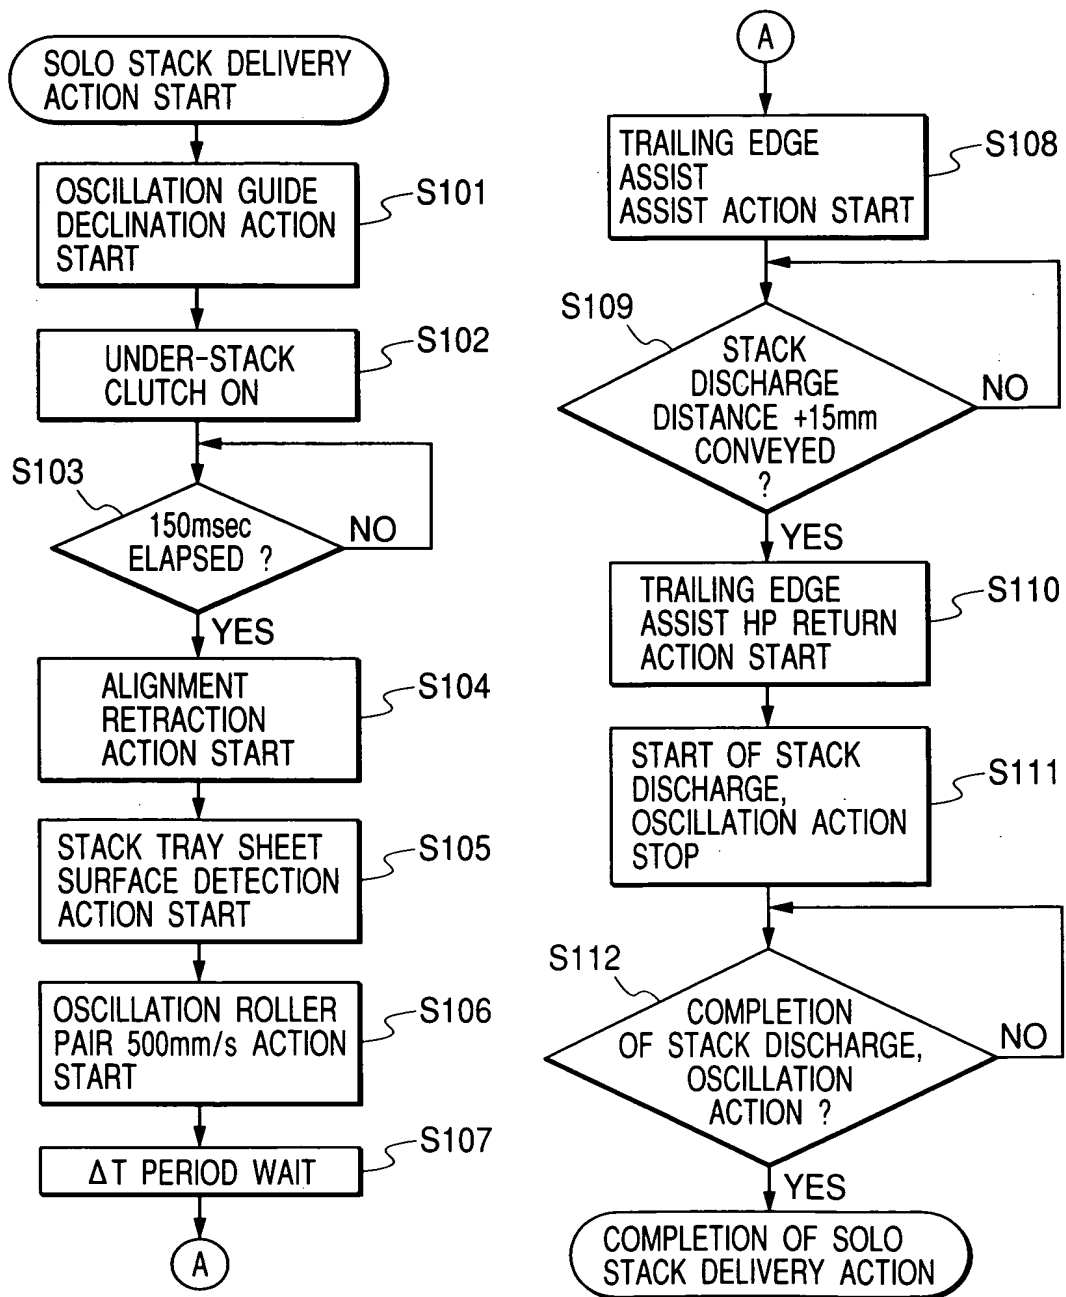 SOLO STACK DELIVERY
ACTION START
OSCILLATION GUIDE
DECLINATION ACTION
START
S101
UNDER-STACK
CLUTCH ON
S102
S103
150msec
ELAPSED ?
NO
YES
ALIGNMENT
RETRACTION
ACTION START
S104
STACK TRAY SHEET
SURFACE DETECTION
ACTION START
S105
OSCILLATION ROLLER
PAIR 500mm/s ACTION
START
S106
ΔT PERIOD WAIT
S107
A
A
TRAILING EDGE
ASSIST
ASSIST ACTION START
S108
S109
STACK
DISCHARGE
DISTANCE +15mm
CONVEYED
?
NO
YES
TRAILING EDGE
ASSIST HP RETURN
ACTION START
S110
START OF STACK
DISCHARGE,
OSCILLATION ACTION
STOP
S111
S112
COMPLETION
OF STACK DISCHARGE,
OSCILLATION
ACTION ?
NO
YES
COMPLETION OF SOLO
STACK DELIVERY ACTION